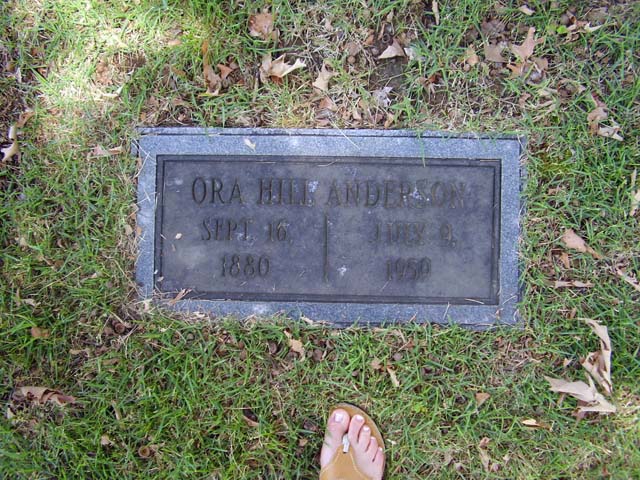 ORA HILL ANDERSON
SEPT. 16, JULY 9,
1880 1959